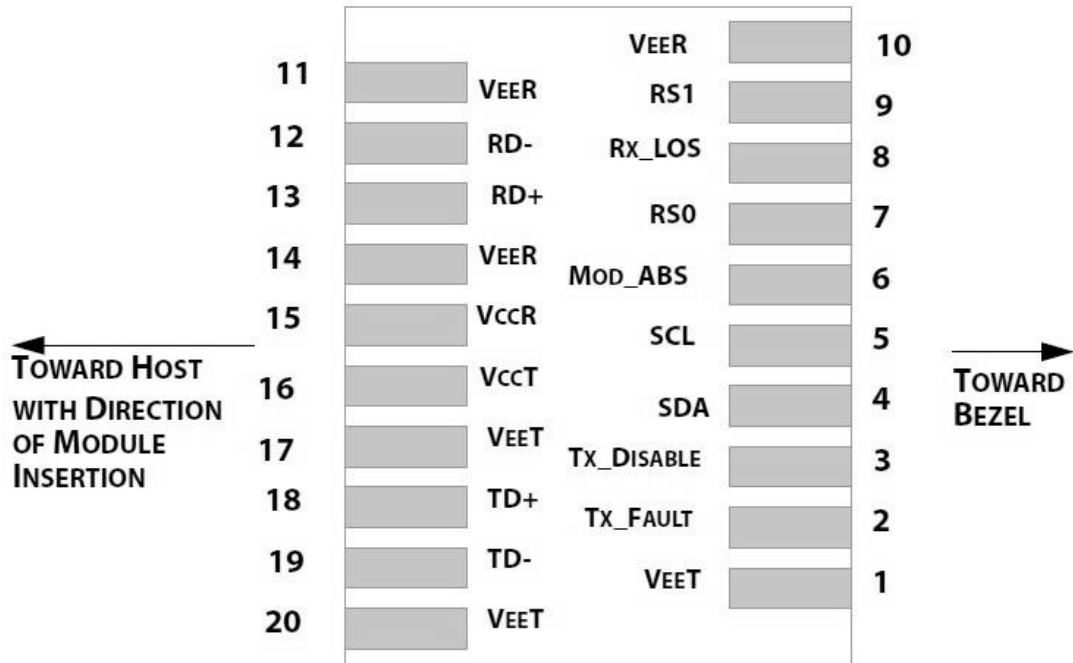 VEER 10
11 VEER
RS1 9
12 RD-
RX_LOS 8
13 RD+
RS0 7
14 VEER
MOD_ABS 6
15 VCCR
SCL 5
TOWARD HOST
WITH DIRECTION
OF MODULE
INSERTION
16 VCCT
SDA 4
TOWARD
BEZEL
17 VEET
TX_DISABLE 3
18 TD+
TX_FAULT 2
19 TD-
VEET 1
20 VEET